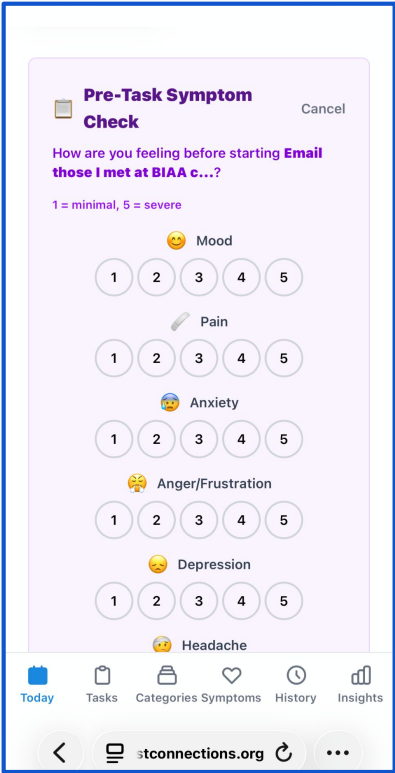 Pre-Task Symptom
Check
Cancel
How are you feeling before starting Email
those I met at BIAA c...?
1 = minimal, 5 = severe
😊 Mood
1 2 3 4 5
Pain
1 2 3 4 5
😰 Anxiety
1 2 3 4 5
😤 Anger/Frustration
1 2 3 4 5
😞 Depression
1 2 3 4 5
🤕 Headache
Today Tasks Categories Symptoms History Insights
stconnections.org